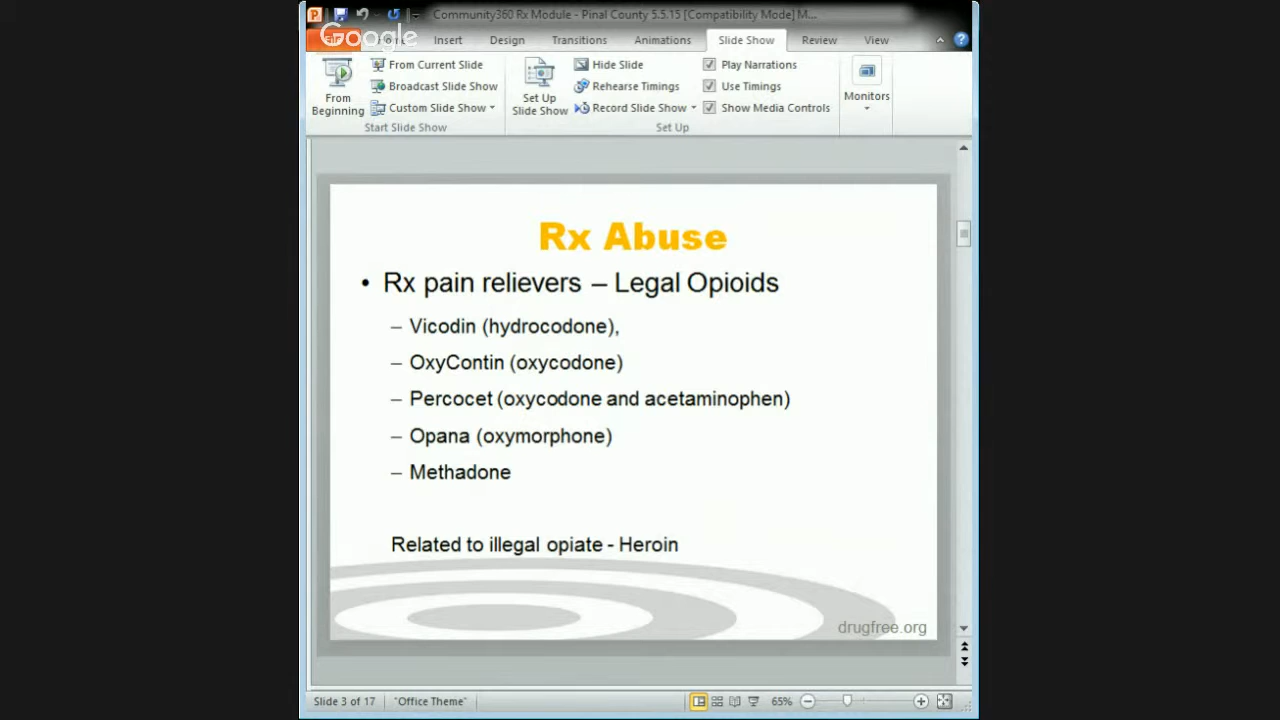 Community360 Rx Module - Pinal County 5.5.15 [Compatibility Mode] M...
Google
Insert Design Transitions Animations Slide Show Review View
From Beginning
From Current Slide
Broadcast Slide Show
Custom Slide Show
Start Slide Show
Set Up Slide Show
Hide Slide
Rehearse Timings
Record Slide Show
Play Narrations
Use Timings
Show Media Controls
Set Up
Monitors
Rx Abuse
• Rx pain relievers – Legal Opioids
– Vicodin (hydrocodone),
– OxyContin (oxycodone)
– Percocet (oxycodone and acetaminophen)
– Opana (oxymorphone)
– Methadone
Related to illegal opiate - Heroin
drugfree.org
Slide 3 of 17 "Office Theme" 65%